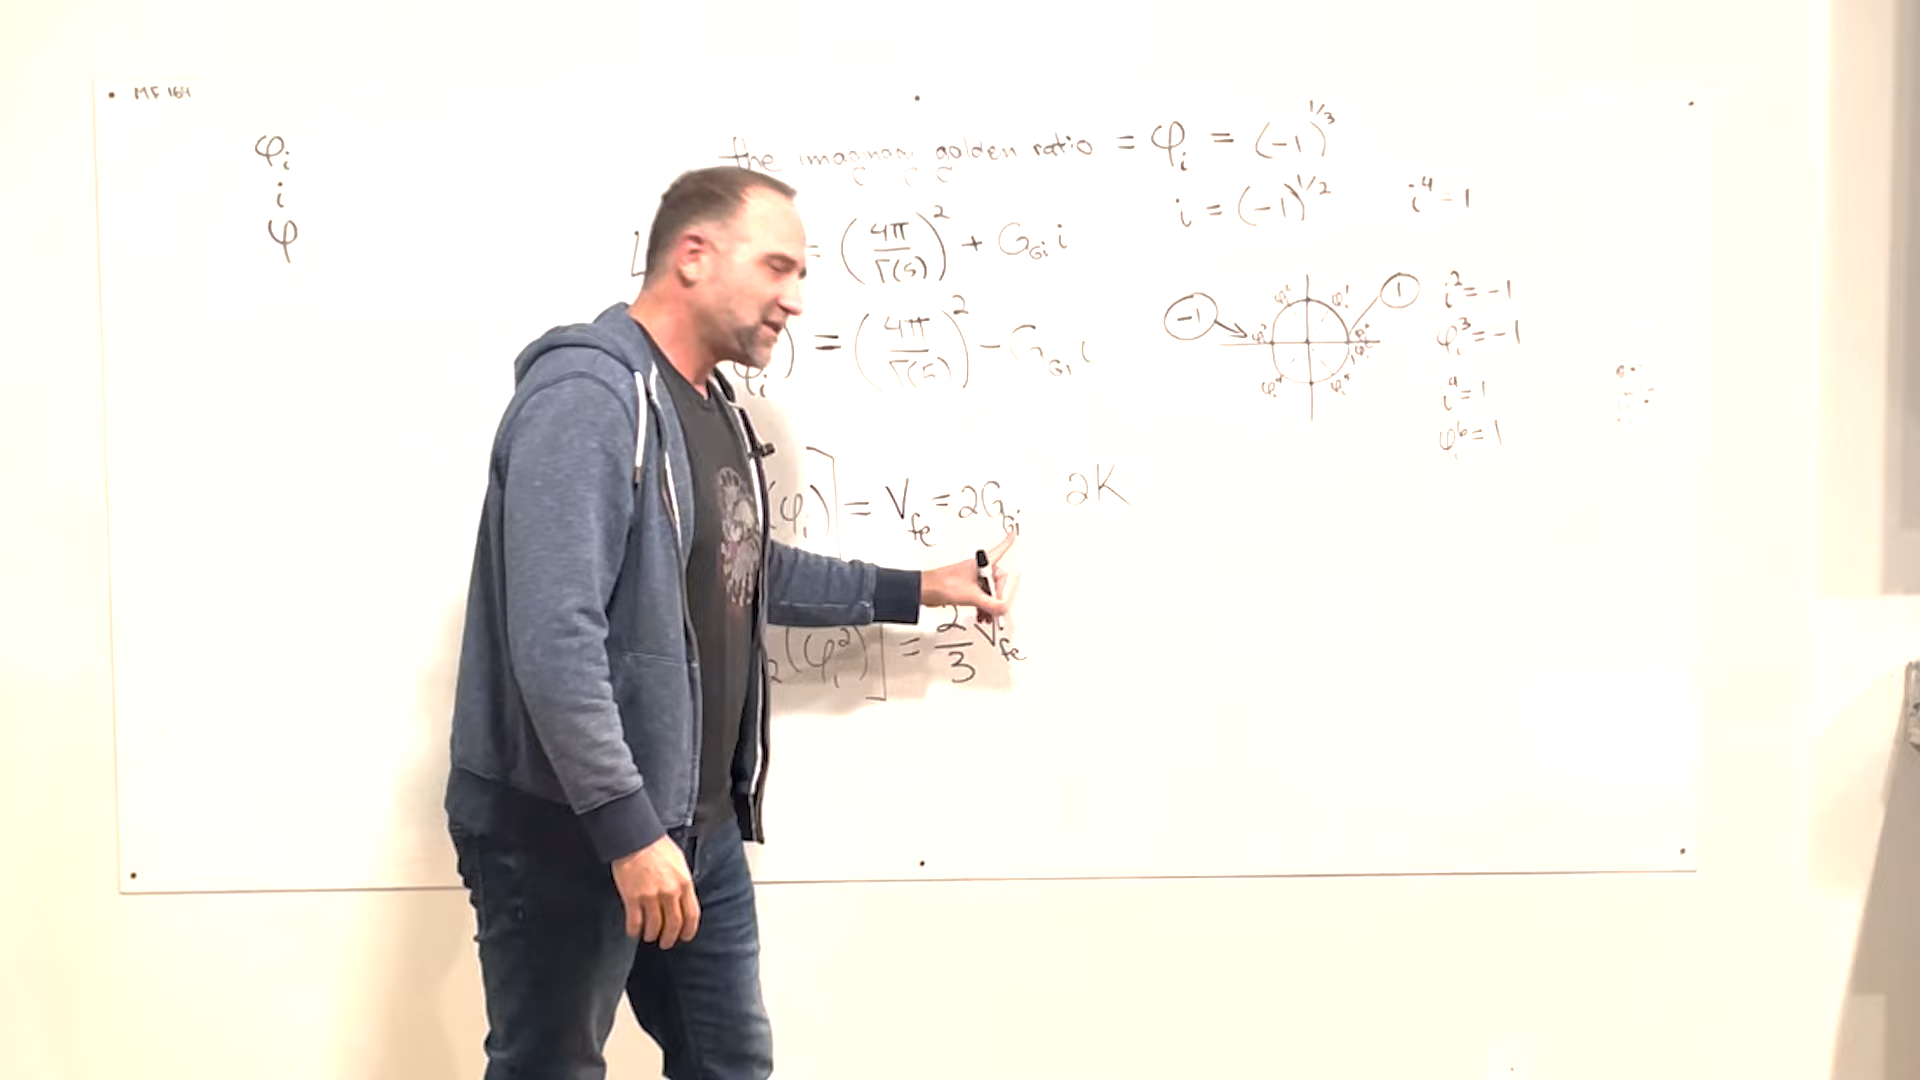 MF 164
φᵢ
i
φ
the imaginary golden ratio = φᵢ = (-1)^1/3
i = (-1)^1/2 i⁴=1
= (4π/Γ(5))² + G_Gi i
φᵢ) = (4π/Γ(5))² - G_Gi i
-1
1
i² = -1
φᵢ³ = -1
i⁴ = 1
φᵢ⁶ = 1
(φᵢ)] = V_fe = 2G_Gi 2K
₂(φᵢ²)] = 2/3 V_fe